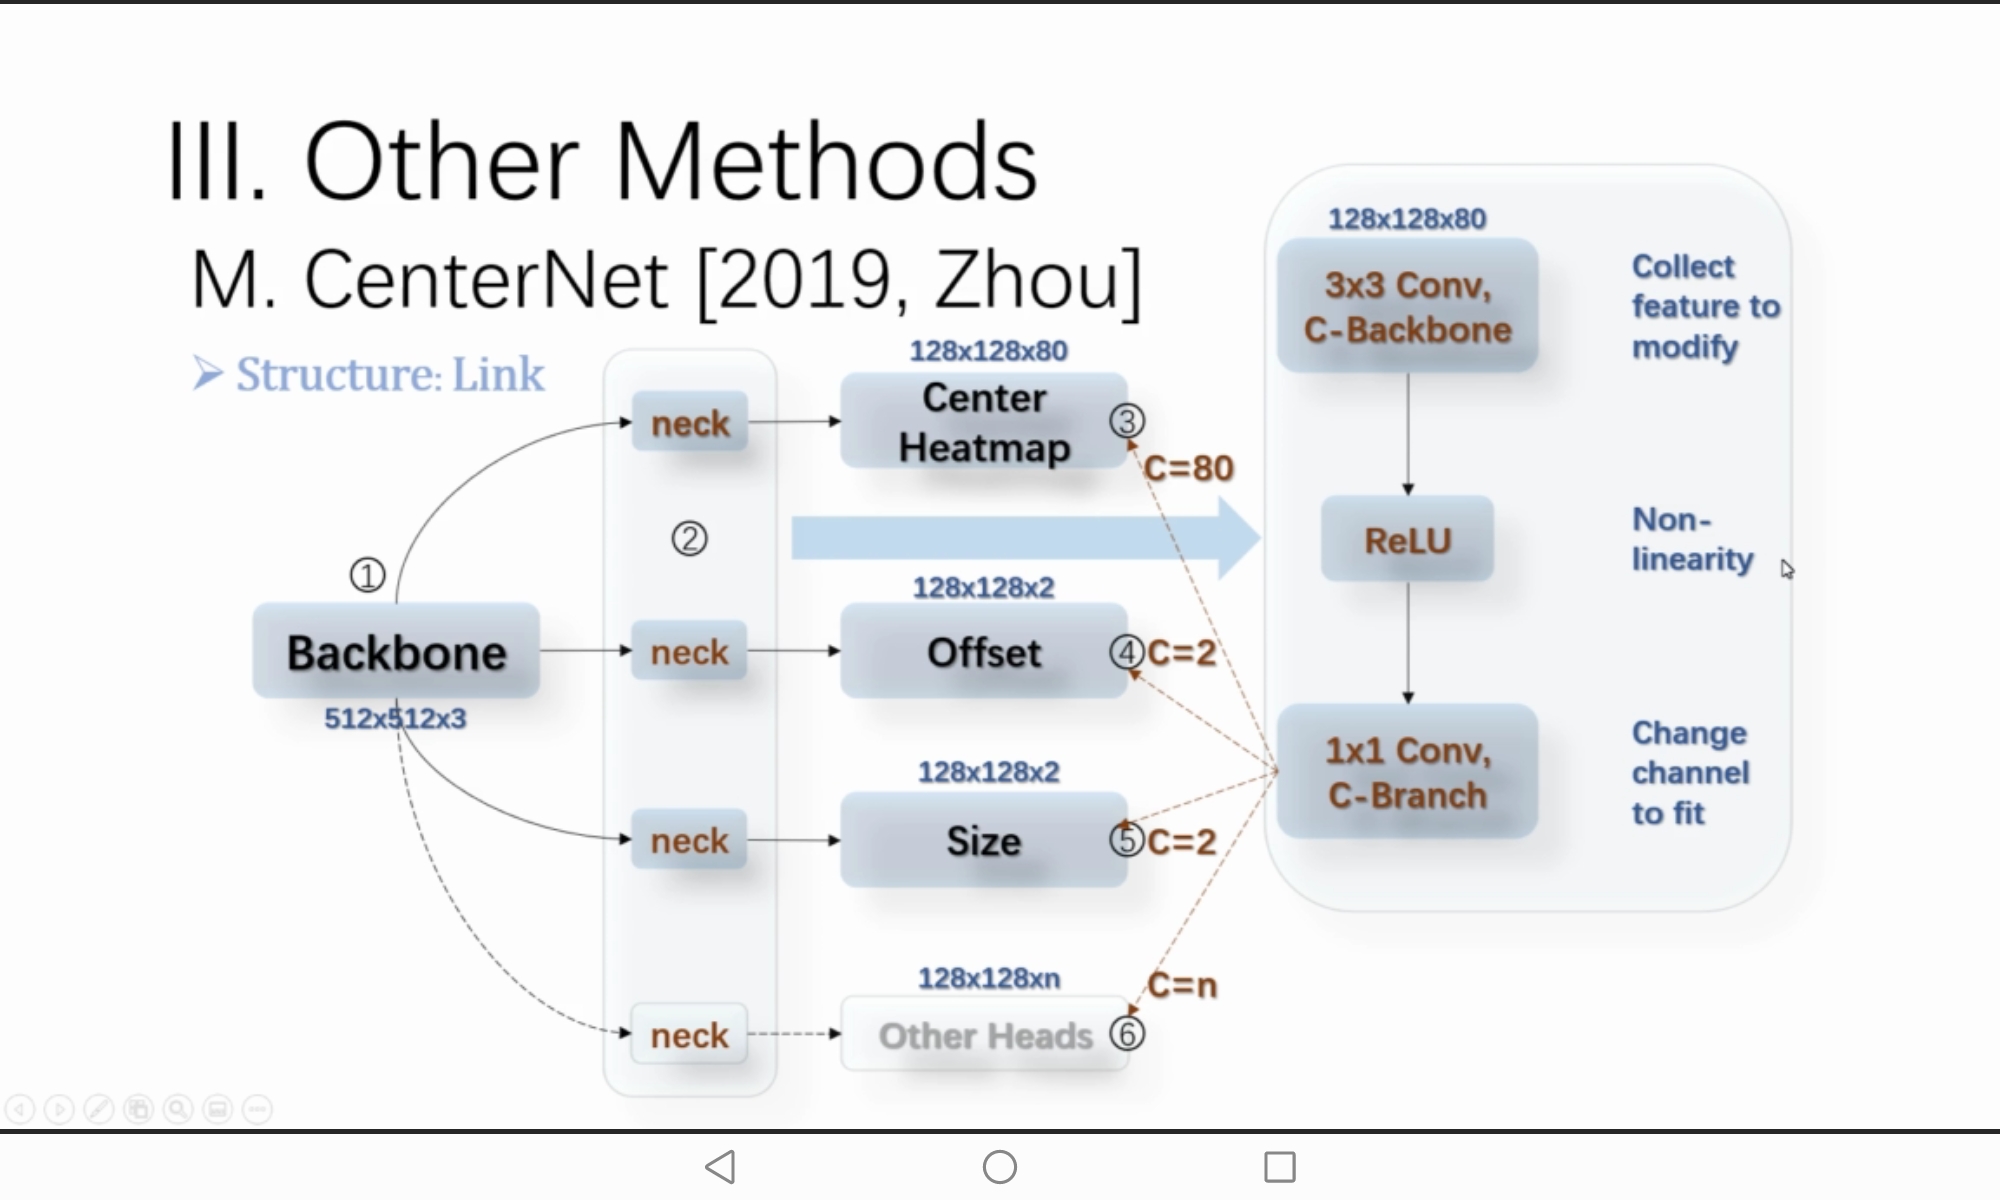 III. Other Methods
M. CenterNet [2019, Zhou]
➢ Structure: Link
①
Backbone
512x512x3
neck
②
neck
neck
neck
128x128x80
Center
Heatmap
③
C=80
128x128x2
Offset
④
C=2
128x128x2
Size
⑤
C=2
128x128xn
Other Heads
⑥
C=n
128x128x80
3x3 Conv,
C-Backbone
Collect
feature to
modify
ReLU
Non-
linearity
1x1 Conv,
C-Branch
Change
channel
to fit